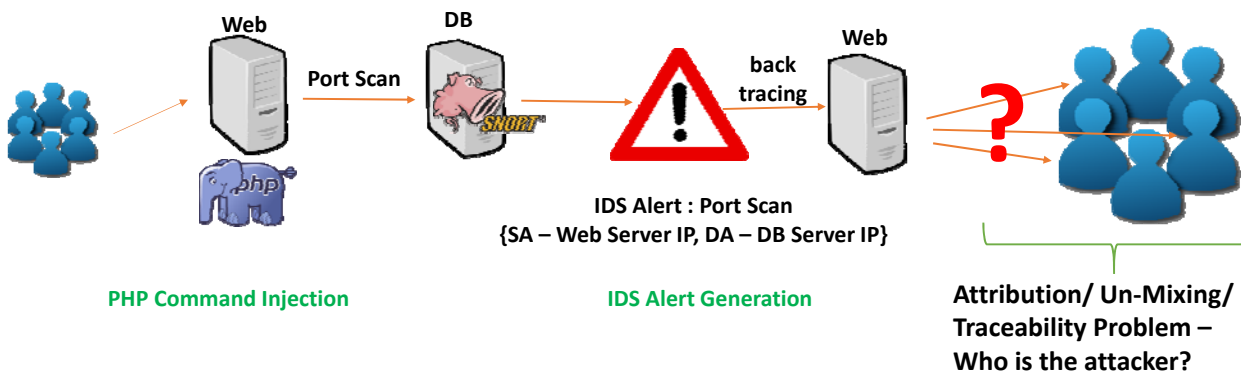 Web
DB
Web
Port Scan
back
tracing
php
SNORT
!
?
IDS Alert : Port Scan
{SA – Web Server IP, DA – DB Server IP}
PHP Command Injection
IDS Alert Generation
Attribution/ Un-Mixing/
Traceability Problem –
Who is the attacker?